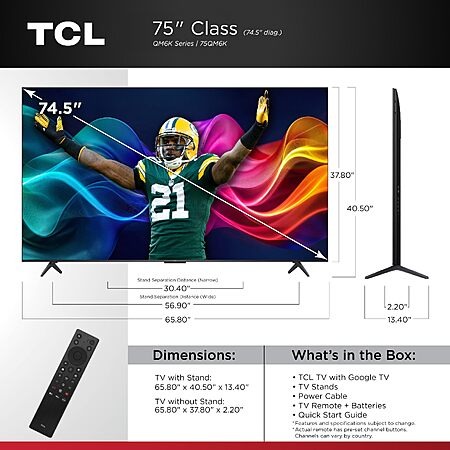 TCL
75" Class (74.5" diag.)
QM6K Series | 75QM6K
74.5"
21
37.80"
40.50"
Stand Separation Distance (Narrow)
30.40"
Stand Separation Distance (Wide)
56.90"
65.80"
2.20"
13.40"
Dimensions:
TV with Stand:
65.80" x 40.50" x 13.40"
TV without Stand:
65.80" x 37.80" x 2.20"
What's in the Box:
• TCL TV with Google TV
• TV Stands
• Power Cable
• TV Remote + Batteries
• Quick Start Guide
*Features and specifications subject to change.
*Actual remote has pre-set channel buttons.
Channels can vary by country.